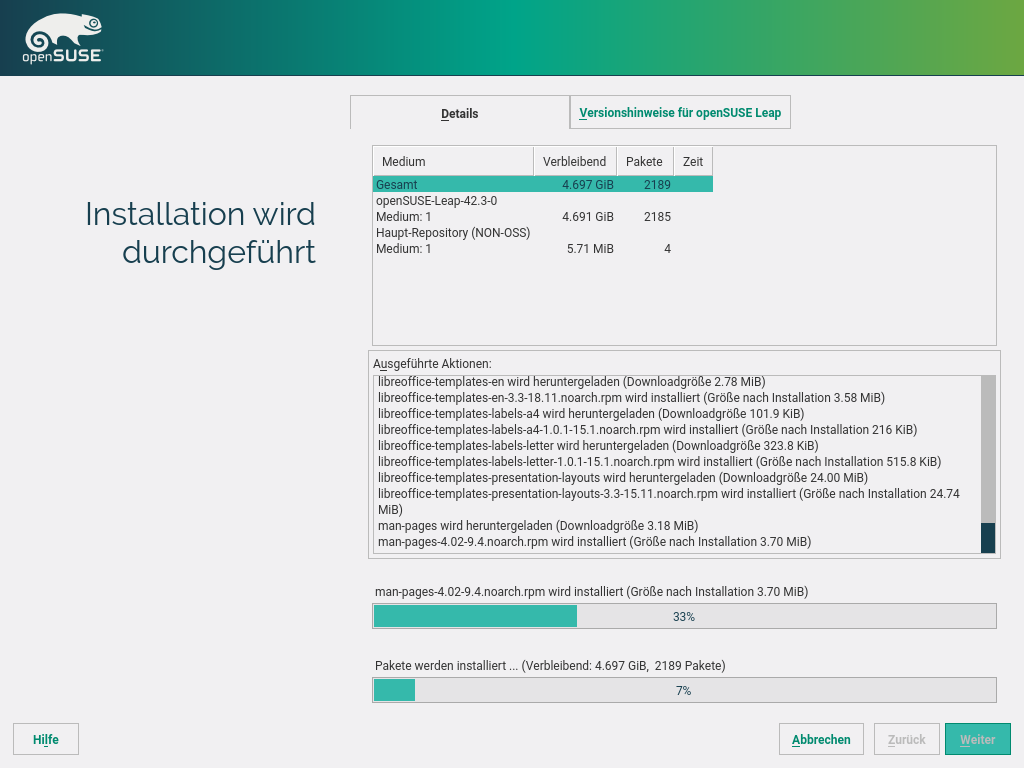 openSUSE
Details
Versionshinweise für openSUSE Leap
Installation wird
durchgeführt
Medium Verbleibend Pakete Zeit
Gesamt 4.697 GiB 2189
openSUSE-Leap-42.3-0
Medium: 1 4.691 GiB 2185
Haupt-Repository (NON-OSS)
Medium: 1 5.71 MiB 4
Ausgeführte Aktionen:
libreoffice-templates-en wird heruntergeladen (Downloadgröße 2.78 MiB)
libreoffice-templates-en-3.3-18.11.noarch.rpm wird installiert (Größe nach Installation 3.58 MiB)
libreoffice-templates-labels-a4 wird heruntergeladen (Downloadgröße 101.9 KiB)
libreoffice-templates-labels-a4-1.0.1-15.1.noarch.rpm wird installiert (Größe nach Installation 216 KiB)
libreoffice-templates-labels-letter wird heruntergeladen (Downloadgröße 323.8 KiB)
libreoffice-templates-labels-letter-1.0.1-15.1.noarch.rpm wird installiert (Größe nach Installation 515.8 KiB)
libreoffice-templates-presentation-layouts wird heruntergeladen (Downloadgröße 24.00 MiB)
libreoffice-templates-presentation-layouts-3.3-15.11.noarch.rpm wird installiert (Größe nach Installation 24.74
MiB)
man-pages wird heruntergeladen (Downloadgröße 3.18 MiB)
man-pages-4.02-9.4.noarch.rpm wird installiert (Größe nach Installation 3.70 MiB)
man-pages-4.02-9.4.noarch.rpm wird installiert (Größe nach Installation 3.70 MiB)
33%
Pakete werden installiert ... (Verbleibend: 4.697 GiB, 2189 Pakete)
7%
Hilfe
Abbrechen
Zurück
Weiter